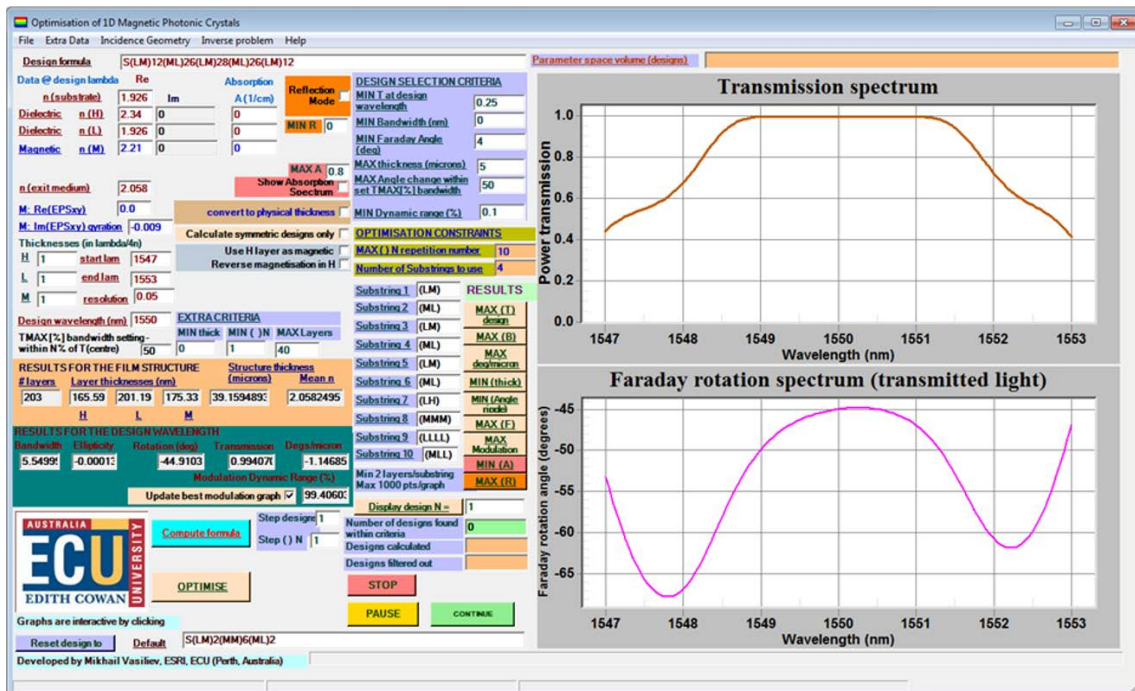 Optimisation of 1D Magnetic Photonic Crystals
File Extra Data Incidence Geometry Inverse problem Help
Design formula S(LM)12(ML)26(LM)28(ML)26(LM)12
Parameter space volume (designs)
Data @ design lambda Re Im Absorption A (1/cm)
n (substrate) 1.926
Dielectric n (H) 2.34 0 0
Dielectric n (L) 1.926 0 0
Magnetic n (M) 2.21 0 0
Reflection Mode
MIN R 0
MAX A 0.8
Show Absorption Spectrum
n (exit medium) 2.058
M: Re(EPSxy) 0.0
M: Im(EPSxy) gyration -0.009
convert to physical thickness
Calculate symmetric designs only
Use H layer as magnetic
Reverse magnetisation in H
Thicknesses (in lambda/4n)
H 1 start lam 1547
L 1 end lam 1553
M 1 resolution 0.05
Design wavelength (nm) 1550
TMAX[%] bandwidth setting - within N% of T(centre) 50
EXTRA CRITERIA
MIN thick MIN ( )N MAX Layers
0 1 40
DESIGN SELECTION CRITERIA
MIN T at design wavelength 0.25
MIN Bandwidth (nm) 0
MIN Faraday Angle (deg) 4
MAX thickness (microns) 5
MAX Angle change within set TMAX[%] bandwidth 50
MIN Dynamic range (%) 0.1
OPTIMISATION CONSTRAINTS
MAX ( ) N repetition number 10
Number of Substrings to use 4
Substring 1 (LM)
Substring 2 (ML)
Substring 3 (LM)
Substring 4 (ML)
Substring 5 (LM)
Substring 6 (ML)
Substring 7 (LH)
Substring 8 (MMM)
Substring 9 (LLLL)
Substring 10 (MLL)
Min 2 layers/substring
Max 1000 pts/graph
RESULTS
MAX (T) design
MAX (B)
MAX deg/micron
MIN (thick)
MAX (F)
MAX Modulation
MIN (A)
MAX (R)
RESULTS FOR THE FILM STRUCTURE
# layers Layer thicknesses (nm) Structure thickness (microns) Mean n
203 165.59 201.19 175.33 39.1594893 2.0582495
H L M
RESULTS FOR THE DESIGN WAVELENGTH
Bandwidth Ellipticity Rotation (deg) Transmission Degs/micron
5.54995 -0.00013 -44.9103 0.994070 -1.14685
Modulation Dynamic Range (%)
Update best modulation graph 99.40603
Display design N = 1
Number of designs found within criteria 0
Designs calculated
Designs filtered out
AUSTRALIA
ECU
EDITH COWAN
UNIVERSITY
Compute formula
Step designs 1
Step ( ) N 1
OPTIMISE
STOP
PAUSE
CONTINUE
Graphs are interactive by clicking
Reset design to Default S(LM)2(MM)6(ML)2
Developed by Mikhail Vasiliev, ESRI, ECU (Perth, Australia)
Transmission spectrum
Power transmission
1.0
0.8
0.6
0.4
0.2
0.0
1547 1548 1549 1550 1551 1552 1553
Wavelength (nm)
Faraday rotation spectrum (transmitted light)
Faraday rotation angle (degrees)
-45
-50
-55
-60
-65
1547 1548 1549 1550 1551 1552 1553
Wavelength (nm)